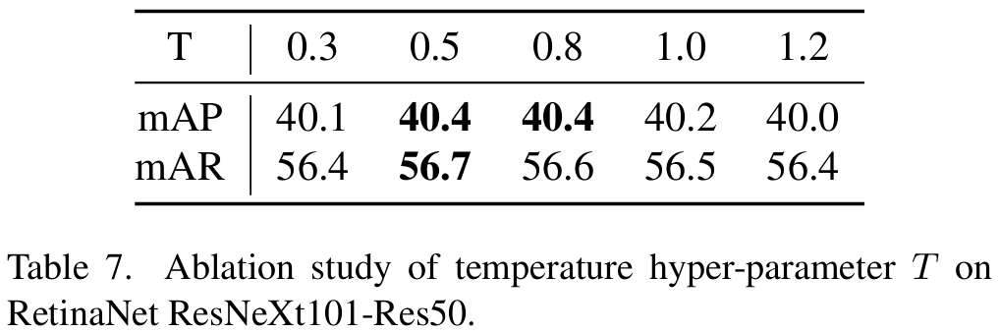 T 0.3 0.5 0.8 1.0 1.2
mAP 40.1 40.4 40.4 40.2 40.0
mAR 56.4 56.7 56.6 56.5 56.4
Table 7. Ablation study of temperature hyper-parameter T on
RetinaNet ResNeXt101-Res50.